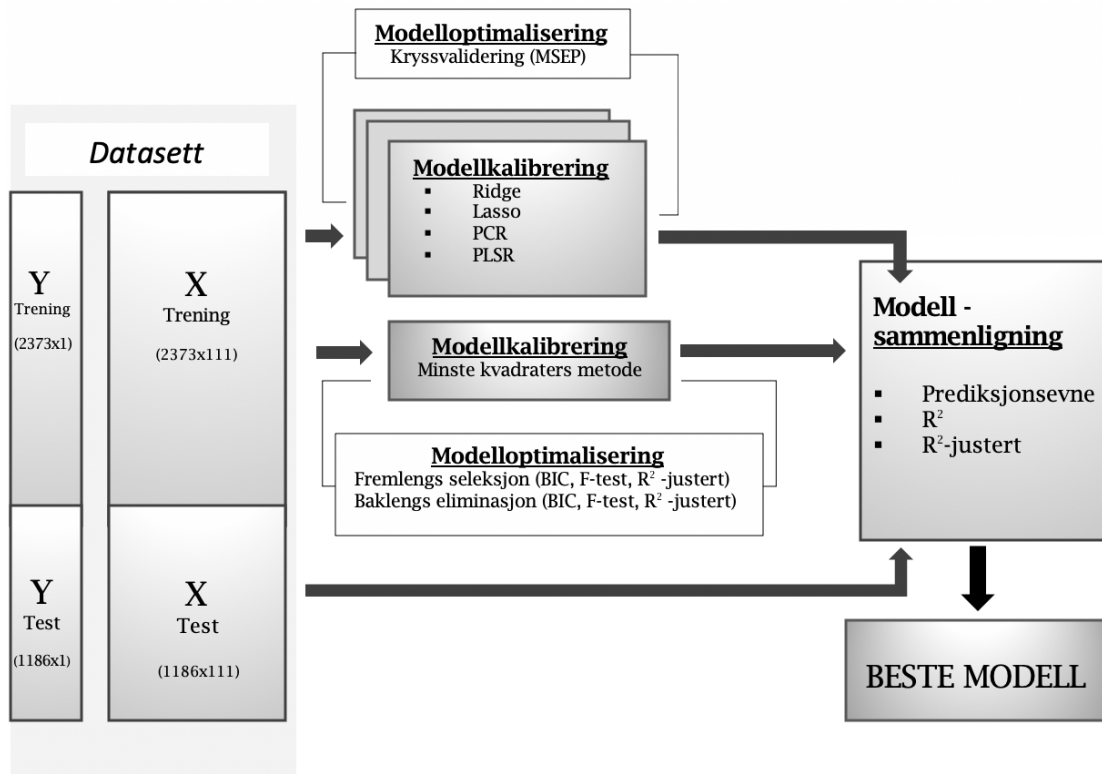 Modelloptimalisering
Kryssvalidering (MSEP)
Datasett
Modellkalibrering
▪ Ridge
▪ Lasso
▪ PCR
▪ PLSR
Y
Trening
(2373x1)
X
Trening
(2373x111)
Modellkalibrering
Minste kvadraters metode
Modelloptimalisering
Fremlengs seleksjon (BIC, F-test, R² -justert)
Baklengs eliminasjon (BIC, F-test, R² -justert)
Modell -
sammenligning
▪ Prediksjonsevne
▪ R²
▪ R²-justert
Y
Test
(1186x1)
X
Test
(1186x111)
BESTE MODELL